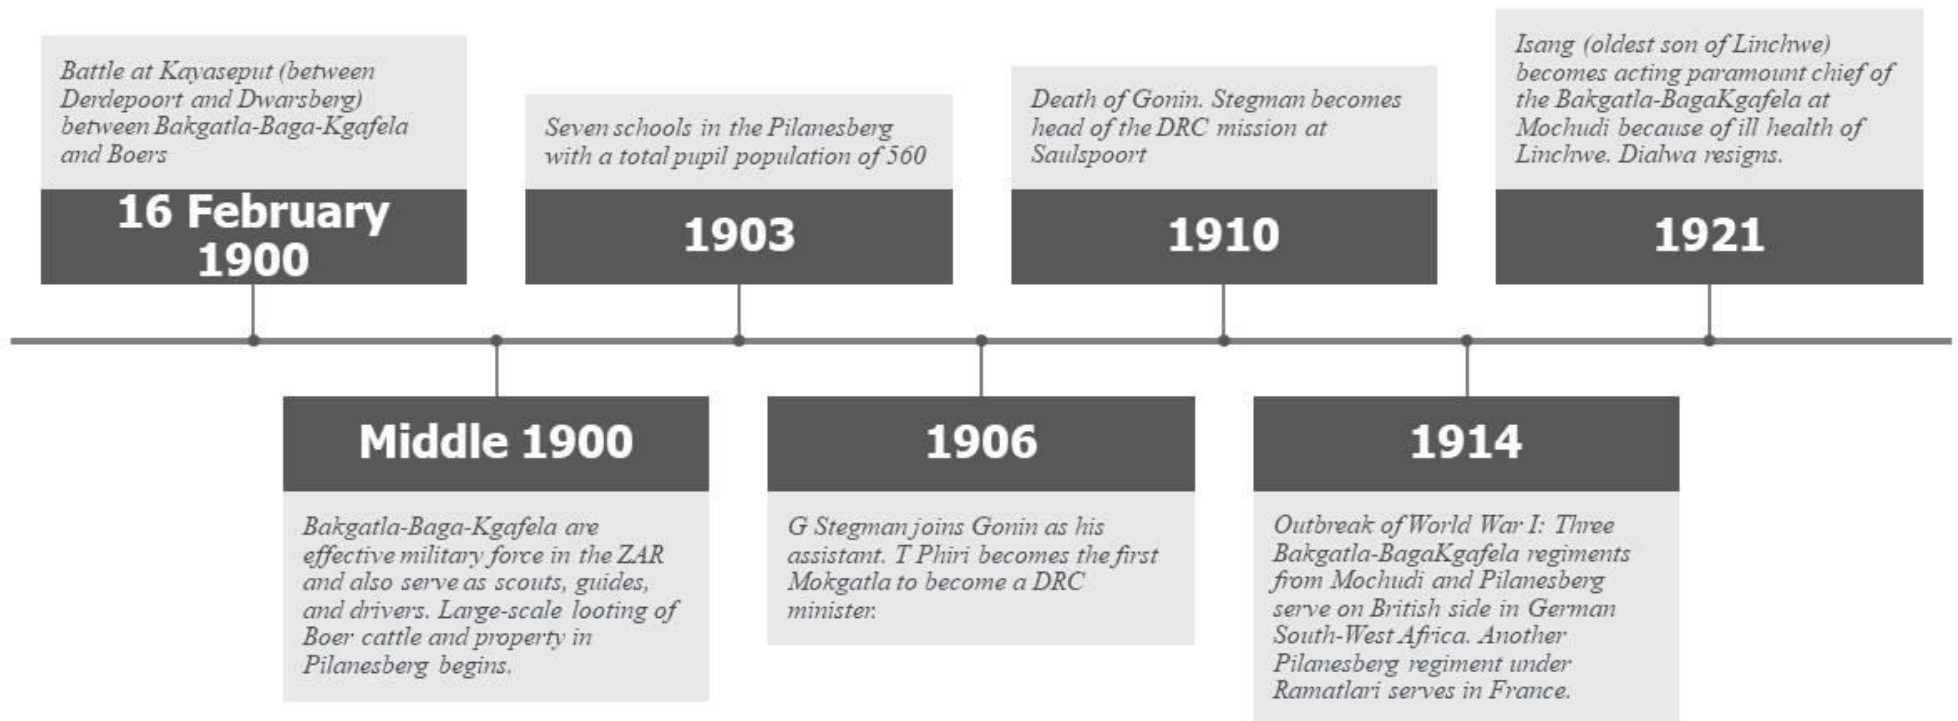 Battle at Kayaseput (between
Derdepoort and Dwarsberg)
between Bakgatla-Baga-Kgafela
and Boers
16 February
1900
Bakgatla-Baga-Kgafela are
effective military force in the ZAR
and also serve as scouts, guides,
and drivers. Large-scale looting of
Boer cattle and property in
Pilanesberg begins.
Middle 1900
Seven schools in the Pilanesberg
with a total pupil population of 560
1903
1906
G Stegman joins Gonin as his
assistant. T Phiri becomes the first
Mokgatla to become a DRC
minister.
Death of Gonin. Stegman becomes
head of the DRC mission at
Saulspoort
1910
1914
Outbreak of World War I: Three
Bakgatla-BagaKgafela regiments
from Mochudi and Pilanesberg
serve on British side in German
South-West Africa. Another
Pilanesberg regiment under
Ramatlari serves in France.
Isang (oldest son of Linchwe)
becomes acting paramount chief of
the Bakgatla-BagaKgafela at
Mochudi because of ill health of
Linchwe. Dialwa resigns.
1921